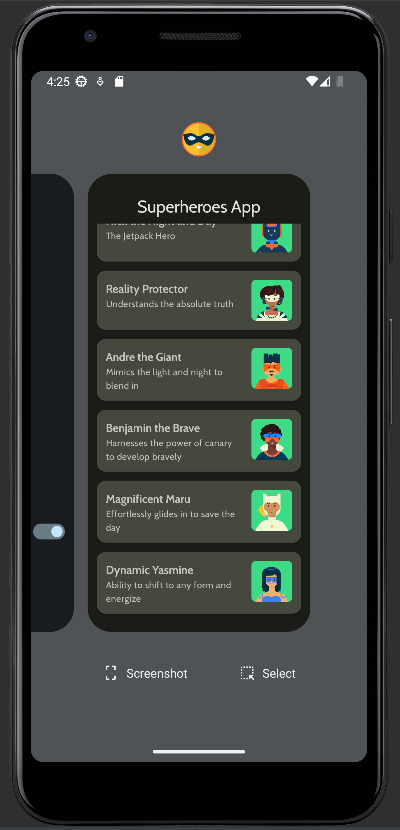 4:25
Superheroes App
The Jetpack Hero
Reality Protector
Understands the absolute truth
Andre the Giant
Mimics the light and night to
blend in
Benjamin the Brave
Harnesses the power of canary
to develop bravely
Magnificent Maru
Effortlessly glides in to save the
day
Dynamic Yasmine
Ability to shift to any form and
energize
Screenshot
Select